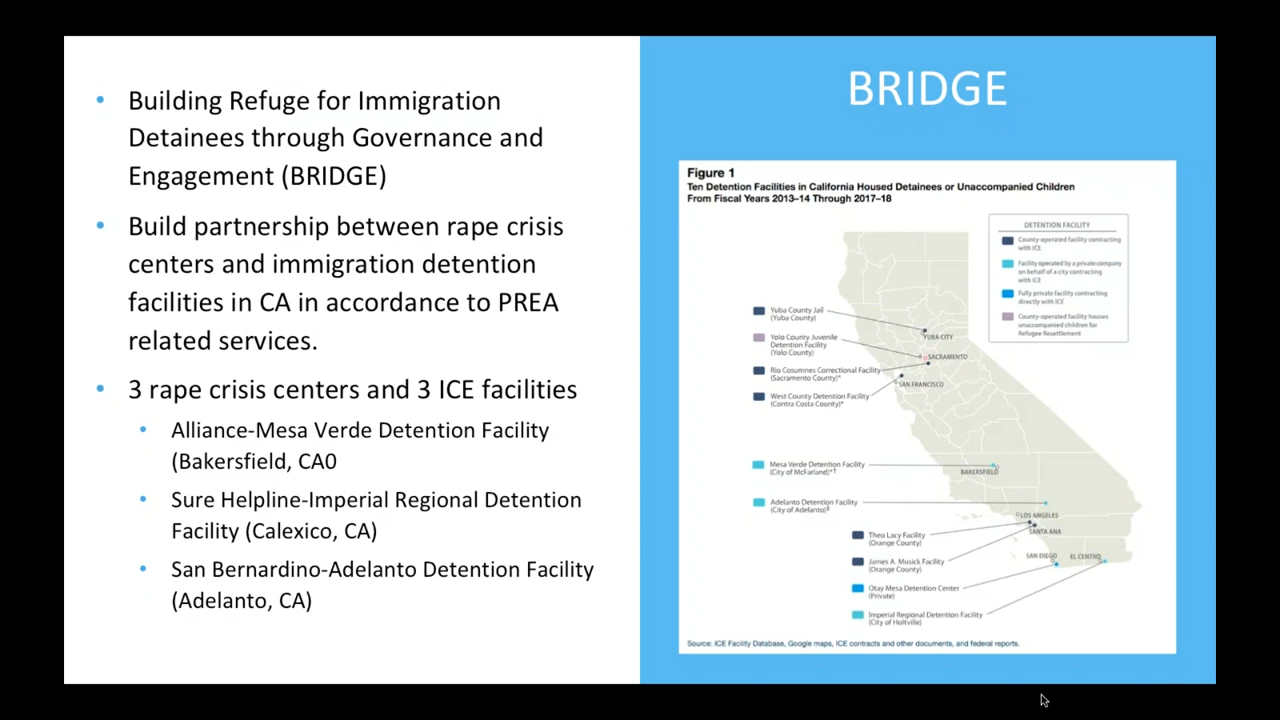 Building Refuge for Immigration
Detainees through Governance and
Engagement (BRIDGE)
Build partnership between rape crisis
centers and immigration detention
facilities in CA in accordance to PREA
related services.
3 rape crisis centers and 3 ICE facilities
Alliance-Mesa Verde Detention Facility
(Bakersfield, CA0
Sure Helpline-Imperial Regional Detention
Facility (Calexico, CA)
San Bernardino-Adelanto Detention Facility
(Adelanto, CA)
BRIDGE
Figure 1
Ten Detention Facilities in California Housed Detainees or Unaccompanied Children
From Fiscal Years 2013–14 Through 2017–18
DETENTION FACILITY
County-operated facility contracting
with ICE
Facility operated by a private company
on behalf of a city contracting
with ICE
Fully private facility contracting
directly with ICE
County-operated facility houses
unaccompanied children for
Refugee Resettlement
Yuba County Jail
(Yuba County)
Yolo County Juvenile
Detention Facility
(Yolo County)
Rio Cosumnes Correctional Facility
(Sacramento County)*
West County Detention Facility
(Contra Costa County)*
YUBA CITY
SACRAMENTO
SAN FRANCISCO
Mesa Verde Detention Facility
(City of McFarland)*†
BAKERSFIELD
Adelanto Detention Facility
(City of Adelanto)‡
LOS ANGELES
SANTA ANA
Theo Lacy Facility
(Orange County)
SAN DIEGO
EL CENTRO
James A. Musick Facility
(Orange County)
Otay Mesa Detention Center
(Private)
Imperial Regional Detention Facility
(City of Holtville)
Source: ICE Facility Database, Google maps, ICE contracts and other documents, and federal reports.